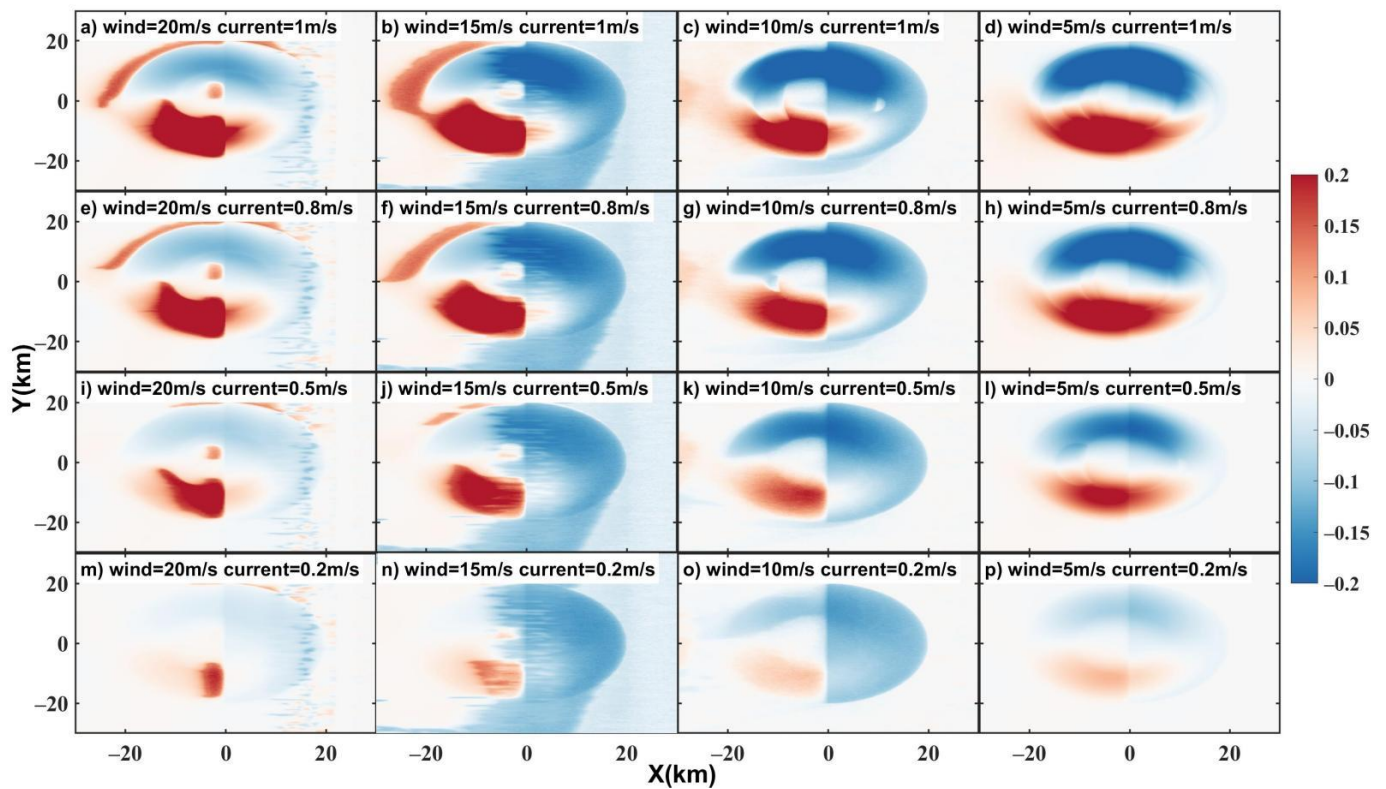 a) wind=20m/s current=1m/s
b) wind=15m/s current=1m/s
c) wind=10m/s current=1m/s
d) wind=5m/s current=1m/s
20
0
–20
e) wind=20m/s current=0.8m/s
f) wind=15m/s current=0.8m/s
g) wind=10m/s current=0.8m/s
h) wind=5m/s current=0.8m/s
20
0
–20
i) wind=20m/s current=0.5m/s
j) wind=15m/s current=0.5m/s
k) wind=10m/s current=0.5m/s
l) wind=5m/s current=0.5m/s
20
0
–20
m) wind=20m/s current=0.2m/s
n) wind=15m/s current=0.2m/s
o) wind=10m/s current=0.2m/s
p) wind=5m/s current=0.2m/s
20
0
–20
Y(km)
–20 0 20 –20 0 20 –20 0 20 –20 0 20
X(km)
0.2
0.15
0.1
0.05
0
–0.05
–0.1
–0.15
–0.2